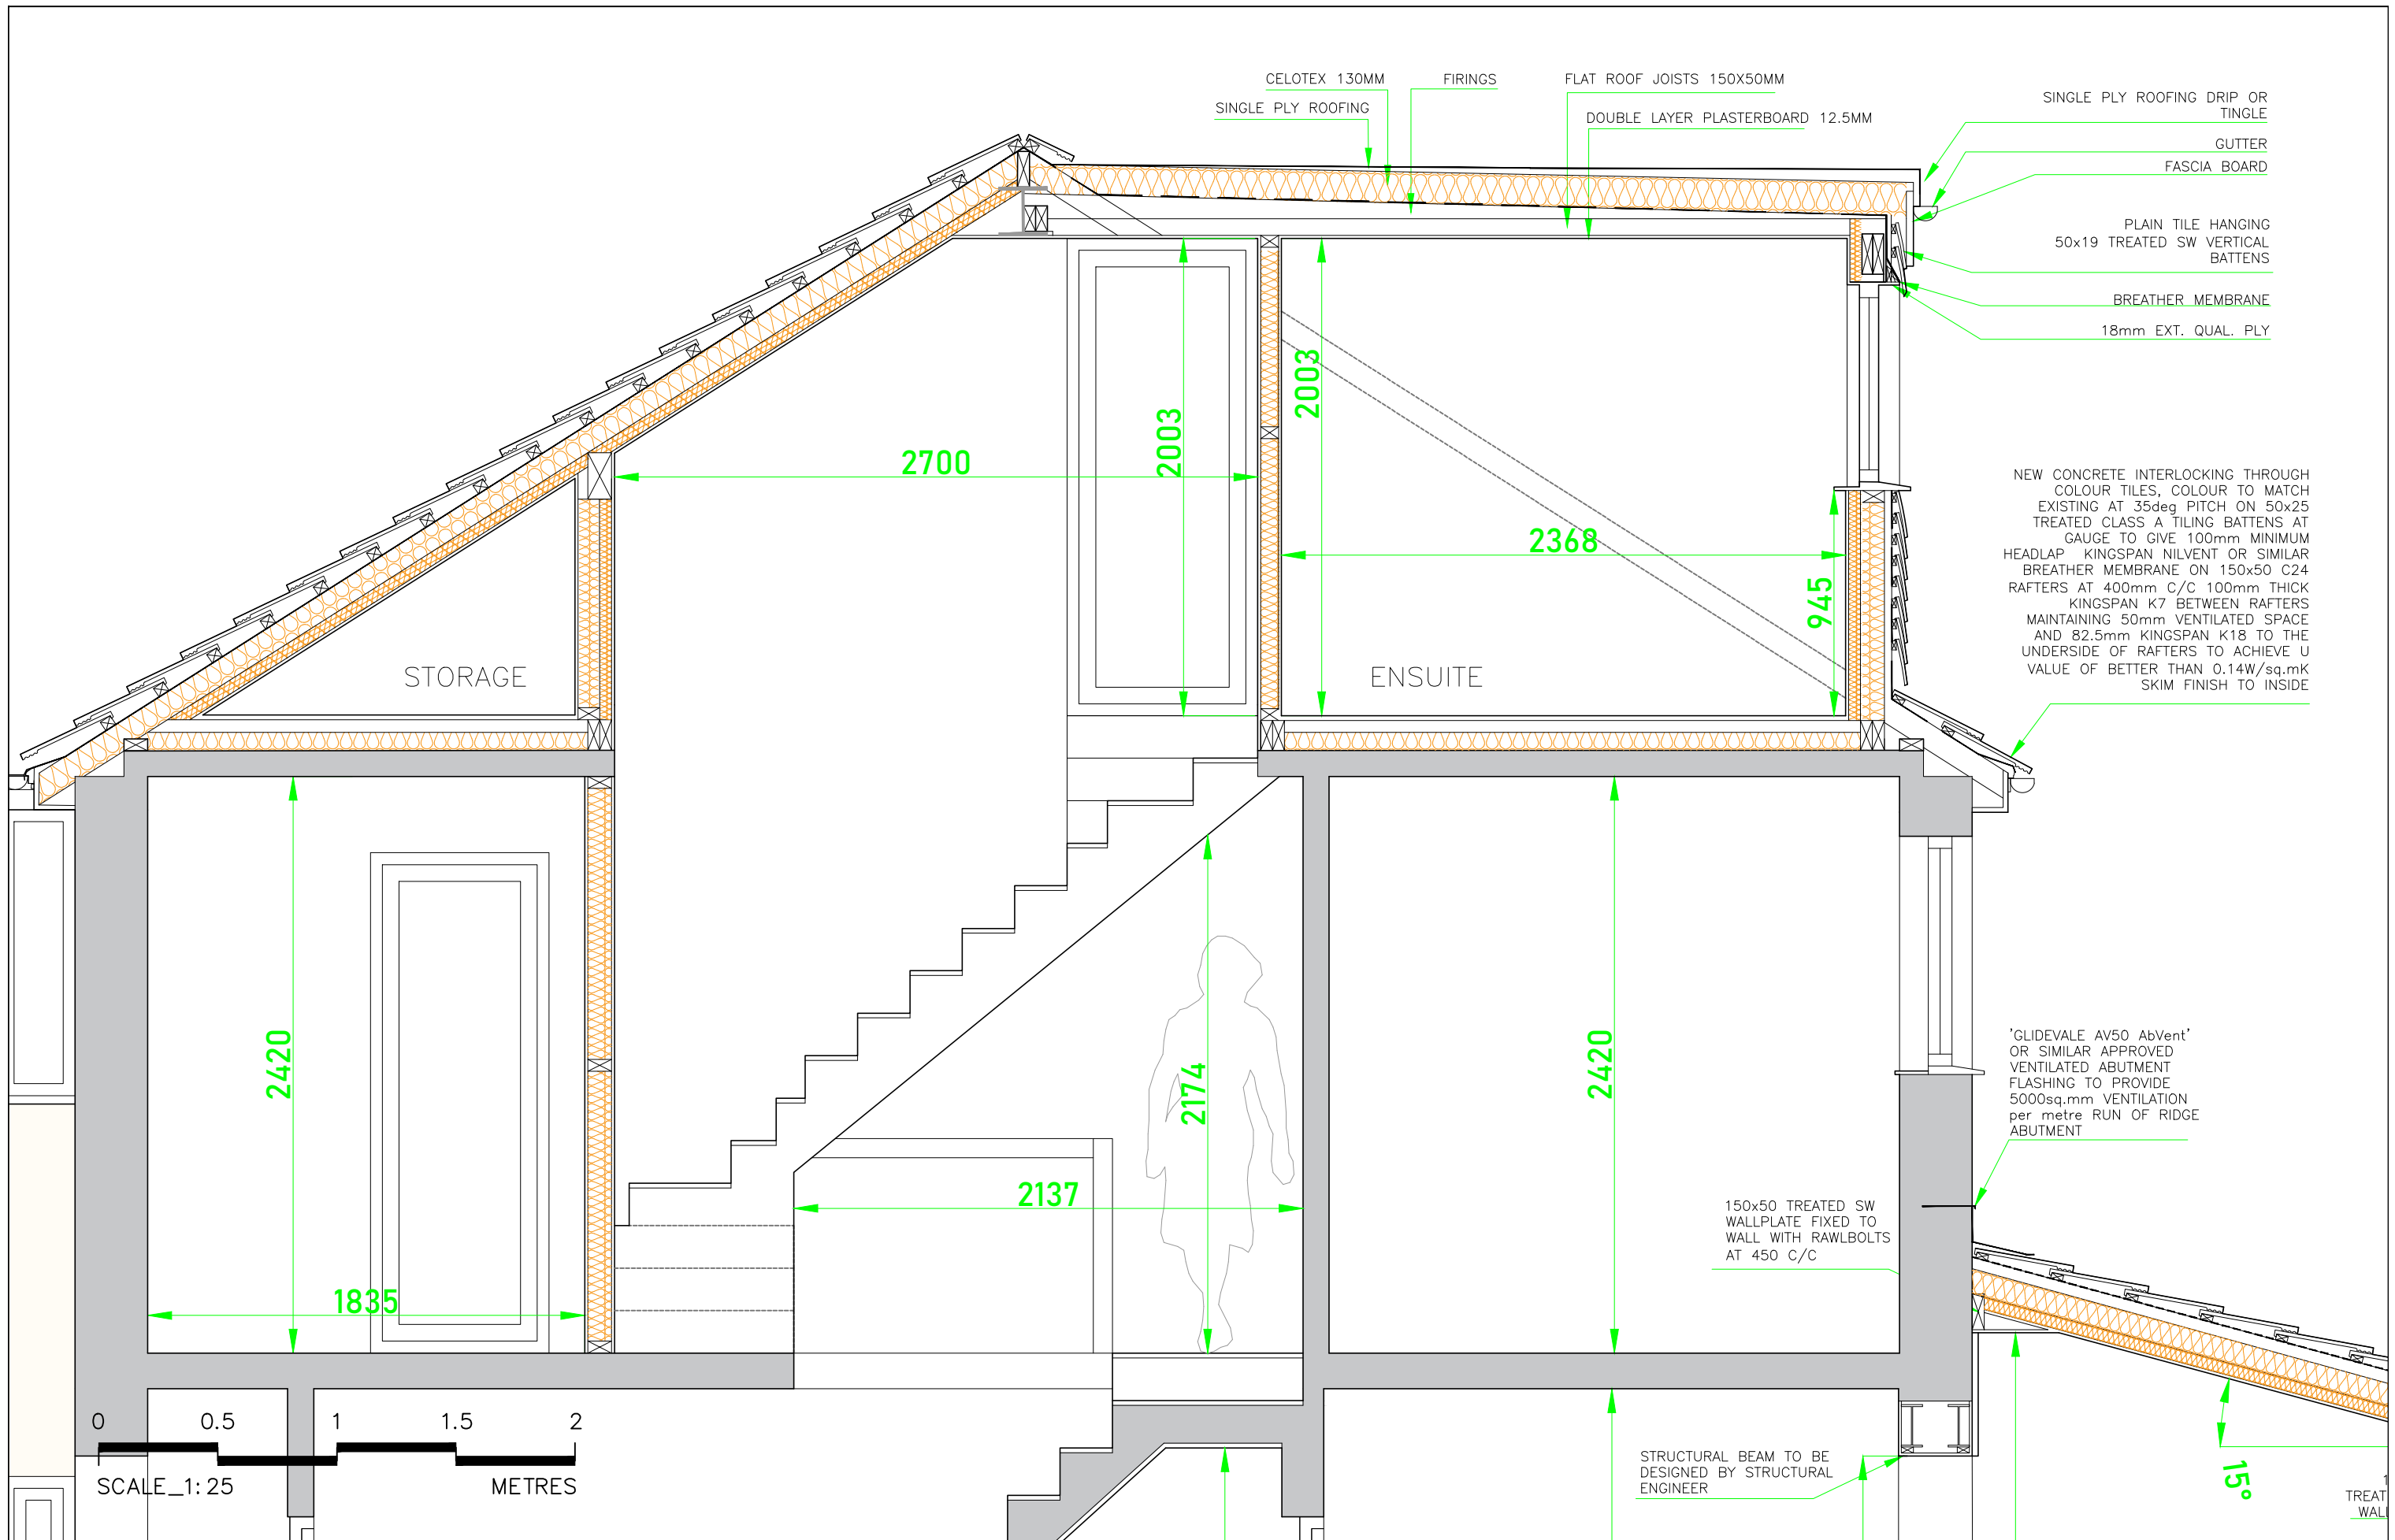 CELOTEX 130MM
FIRINGS
FLAT ROOF JOISTS 150X50MM
SINGLE PLY ROOFING
DOUBLE LAYER PLASTERBOARD 12.5MM
SINGLE PLY ROOFING DRIP OR
TINGLE
GUTTER
FASCIA BOARD
PLAIN TILE HANGING
50x19 TREATED SW VERTICAL
BATTENS
BREATHER MEMBRANE
18mm EXT. QUAL. PLY
2003
2003
2700
2368
945
NEW CONCRETE INTERLOCKING THROUGH
COLOUR TILES, COLOUR TO MATCH
EXISTING AT 35deg PITCH ON 50x25
TREATED CLASS A TILING BATTENS AT
GAUGE TO GIVE 100mm MINIMUM
HEADLAP KINGSPAN NILVENT OR SIMILAR
BREATHER MEMBRANE ON 150x50 C24
RAFTERS AT 400mm C/C 100mm THICK
KINGSPAN K7 BETWEEN RAFTERS
MAINTAINING 50mm VENTILATED SPACE
AND 82.5mm KINGSPAN K18 TO THE
UNDERSIDE OF RAFTERS TO ACHIEVE U
VALUE OF BETTER THAN 0.14W/sq.mK
SKIM FINISH TO INSIDE
STORAGE
ENSUITE
2420
2174
2420
2137
1835
'GLIDEVALE AV50 AbVent'
OR SIMILAR APPROVED
VENTILATED ABUTMENT
FLASHING TO PROVIDE
5000sq.mm VENTILATION
per metre RUN OF RIDGE
ABUTMENT
150x50 TREATED SW
WALLPLATE FIXED TO
WALL WITH RAWLBOLTS
AT 450 C/C
0 0.5 1 1.5 2
SCALE_1:25 METRES
STRUCTURAL BEAM TO BE
DESIGNED BY STRUCTURAL
ENGINEER
15°